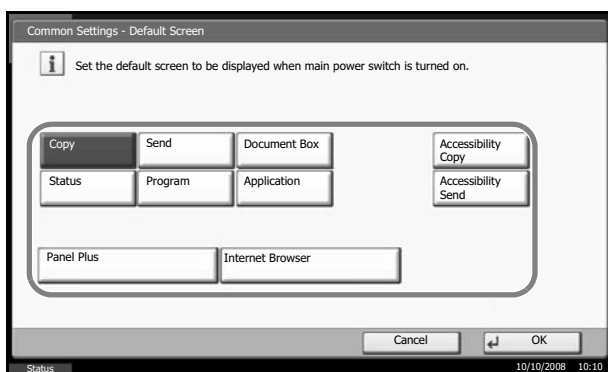 Common Settings - Default Screen
i
Set the default screen to be displayed when main power switch is turned on.
Copy
Send
Document Box
Accessibility
Copy
Status
Program
Application
Accessibility
Send
Panel Plus
Internet Browser
Cancel
OK
Status
10/10/2008 10:10